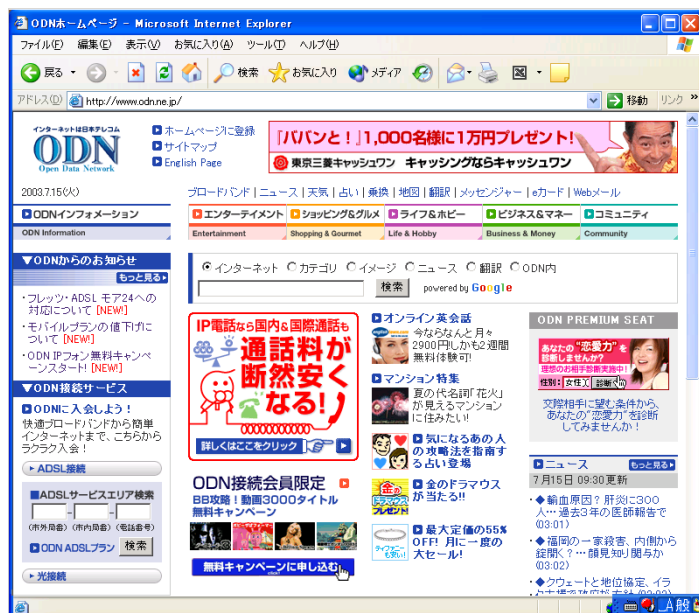 ODNホームページ - Microsoft Internet Explorer
ファイル(F) 編集(E) 表示(V) お気に入り(A) ツール(T) ヘルプ(H)
戻る 検索 お気に入り メディア
アドレス(D) http://www.odn.ne.jp/ 移動 リンク »
インターネットは日本テレコム
ODN
Open Data Network
ホームページに登録
サイトマップ
English Page
『ババンと!』1,000名様に1万円プレゼント!
東京三菱キャッシュワン キャッシングならキャッシュワン
2003.7.15(火)
ブロードバンド | ニュース | 天気 | 占い | 乗換 | 地図 | 翻訳 | メッセンジャー | eカード | Webメール
ODNインフォメーション エンターテイメント ショッピング&グルメ ライフ&ホビー ビジネス&マネー コミュニティ
ODN Information Entertainment Shopping & Gourmet Life & Hobby Business & Money Community
▼ODNからのお知らせ
もっと見る
・フレッツ・ADSL モア24への
対応について [NEW!]
・モバイルプランの値下げに
ついて [NEW!]
・ODN IPフォン無料キャンペ
ーンスタート! [NEW!]
▼ODN接続サービス
ODNに入会しよう!
快適ブロードバンドから簡単
インターネットまで、こちらから
ラクラク入会!
ADSL接続
■ADSLサービスエリア検索
- -
(市外局番) (市内局番) (電話番号)
ODN ADSLプラン 検索
光接続
インターネット カテゴリ イメージ ニュース 翻訳 ODN内
検索 powered by Google
IP電話なら国内&国際通話も
通話料が
断然安く
なる!
詳しくはここをクリック
ODN接続会員限定
BB攻略!動画3000タイトル
無料キャンペーン
無料キャンペーンに申し込む
オンライン英会話
今ならなんと月々
2900円!しかも2週間
無料体験可!
マンション特集
夏の代名詞「花火」
が見えるマンション
に住みたい!
気になるあの人
の攻略法を指南す
る占い登場
金の
ドラマウス
プレゼント!
金のドラマウス
が当たる!!
最大定価の55%
OFF! 月に一度の
大セール!
ODN PREMIUM SEAT
あなたの"恋愛力"を
診断しませんか?
理想のお相手診断実施中!
性別: 女性 診断
交際相手に望む条件から、
あなたの"恋愛力"を診断
してみませんか!
ニュース もっと見る
7月15日 09:30更新
・◆輸血原因? 肝炎に300
人…過去3年の医師報告で
(03:01)
・◆福岡の一家殺害、内側から
錠開く?…顔見知り関与か
(03:02)
・◆クウェートと地位協定、イラ
A 般